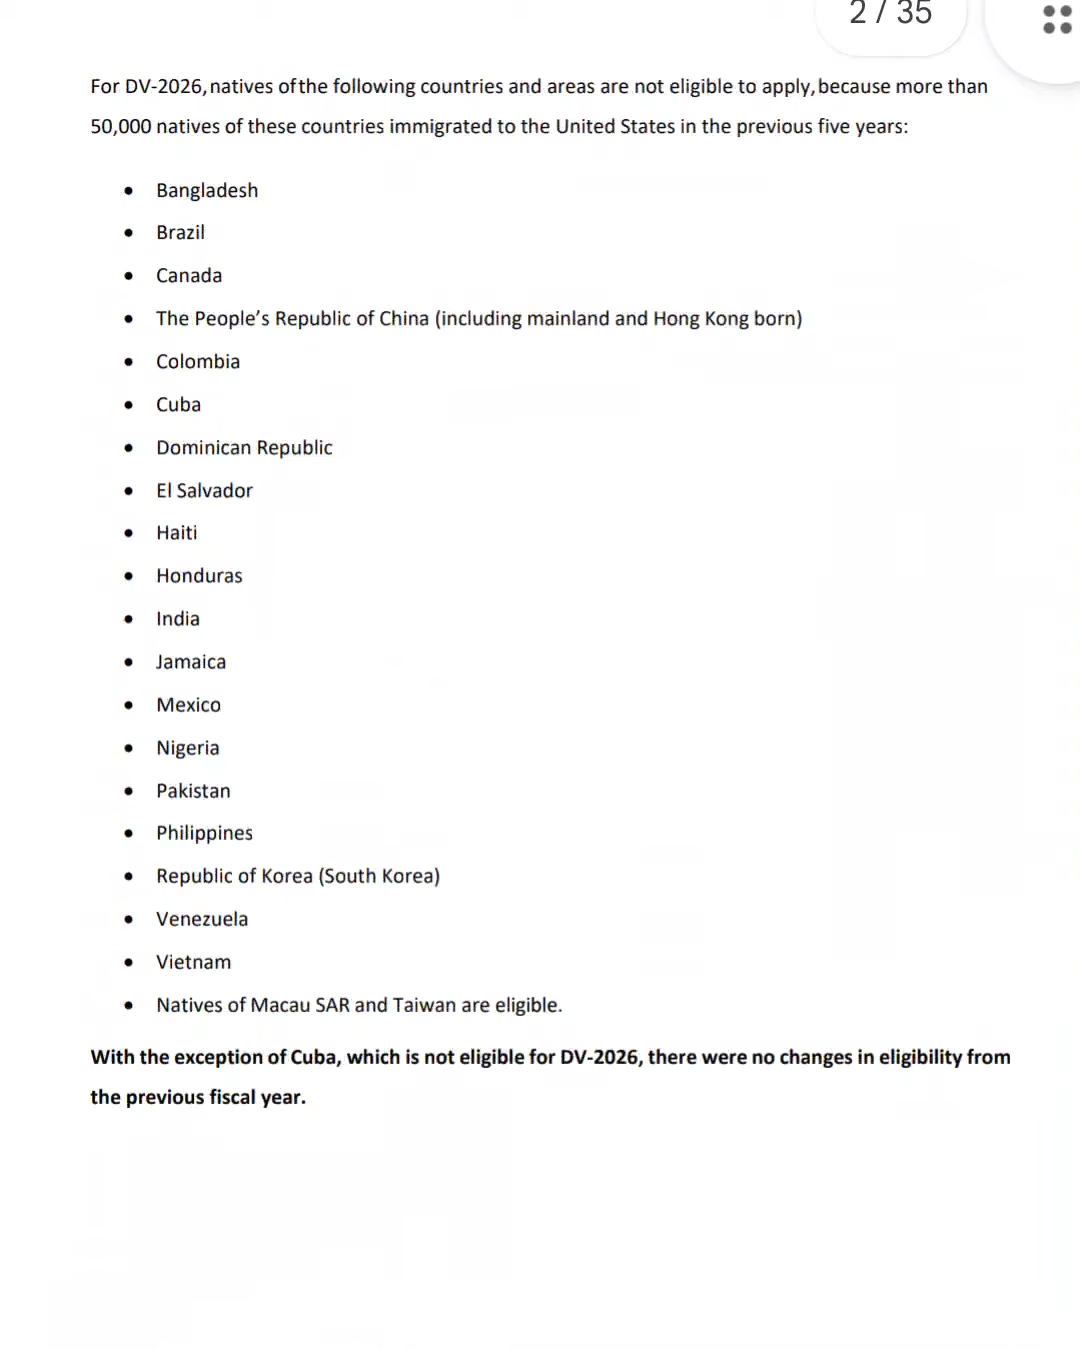 2 / 35
For DV-2026, natives of the following countries and areas are not eligible to apply, because more than
50,000 natives of these countries immigrated to the United States in the previous five years:
• Bangladesh
• Brazil
• Canada
• The People’s Republic of China (including mainland and Hong Kong born)
• Colombia
• Cuba
• Dominican Republic
• El Salvador
• Haiti
• Honduras
• India
• Jamaica
• Mexico
• Nigeria
• Pakistan
• Philippines
• Republic of Korea (South Korea)
• Venezuela
• Vietnam
• Natives of Macau SAR and Taiwan are eligible.
With the exception of Cuba, which is not eligible for DV-2026, there were no changes in eligibility from
the previous fiscal year.